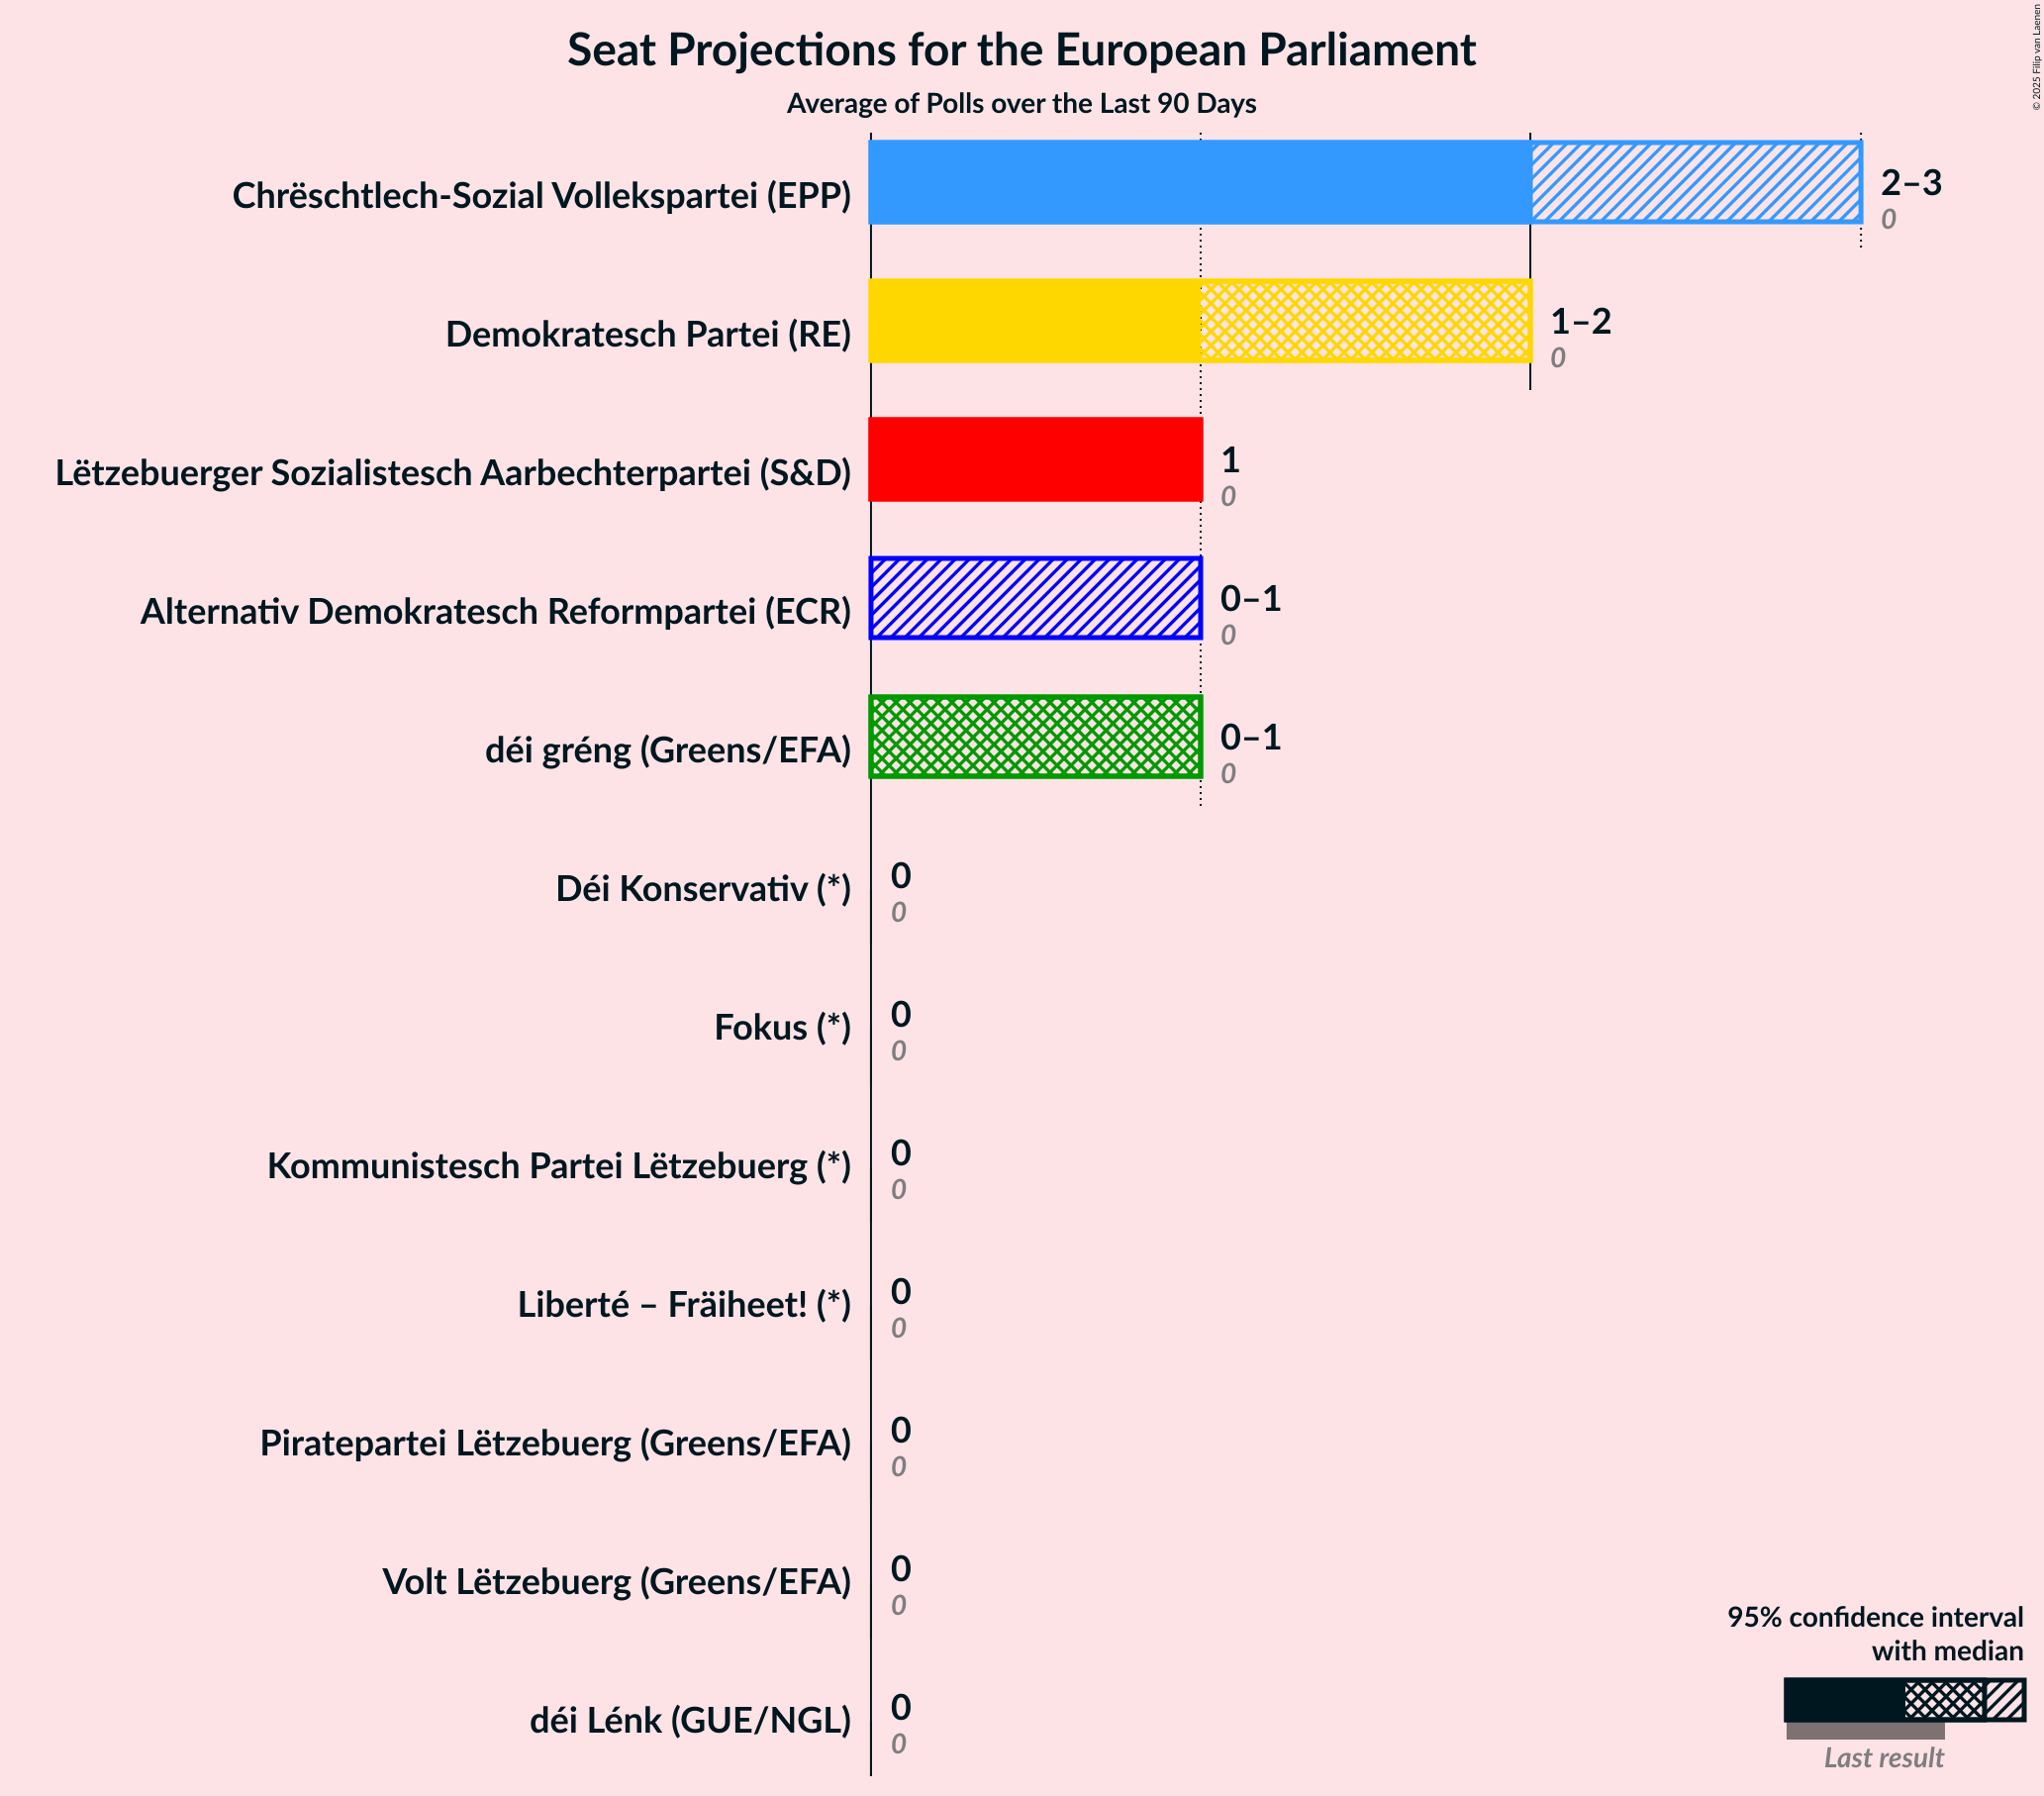 Seat Projections for the European Parliament
Average of Polls over the Last 90 Days
© 2025 Filip van Laenen
Chrëschtlech-Sozial Vollekspartei (EPP)
2–3
0
Demokratesch Partei (RE)
1–2
0
Lëtzebuerger Sozialistesch Aarbechterpartei (S&D)
1
0
Alternativ Demokratesch Reformpartei (ECR)
0–1
0
déi gréng (Greens/EFA)
0–1
0
Déi Konservativ (*)
0
0
Fokus (*)
0
0
Kommunistesch Partei Lëtzebuerg (*)
0
0
Liberté – Fräiheet! (*)
0
0
Piratepartei Lëtzebuerg (Greens/EFA)
0
0
Volt Lëtzebuerg (Greens/EFA)
0
0
déi Lénk (GUE/NGL)
0
0
95% confidence interval
with median
Last result